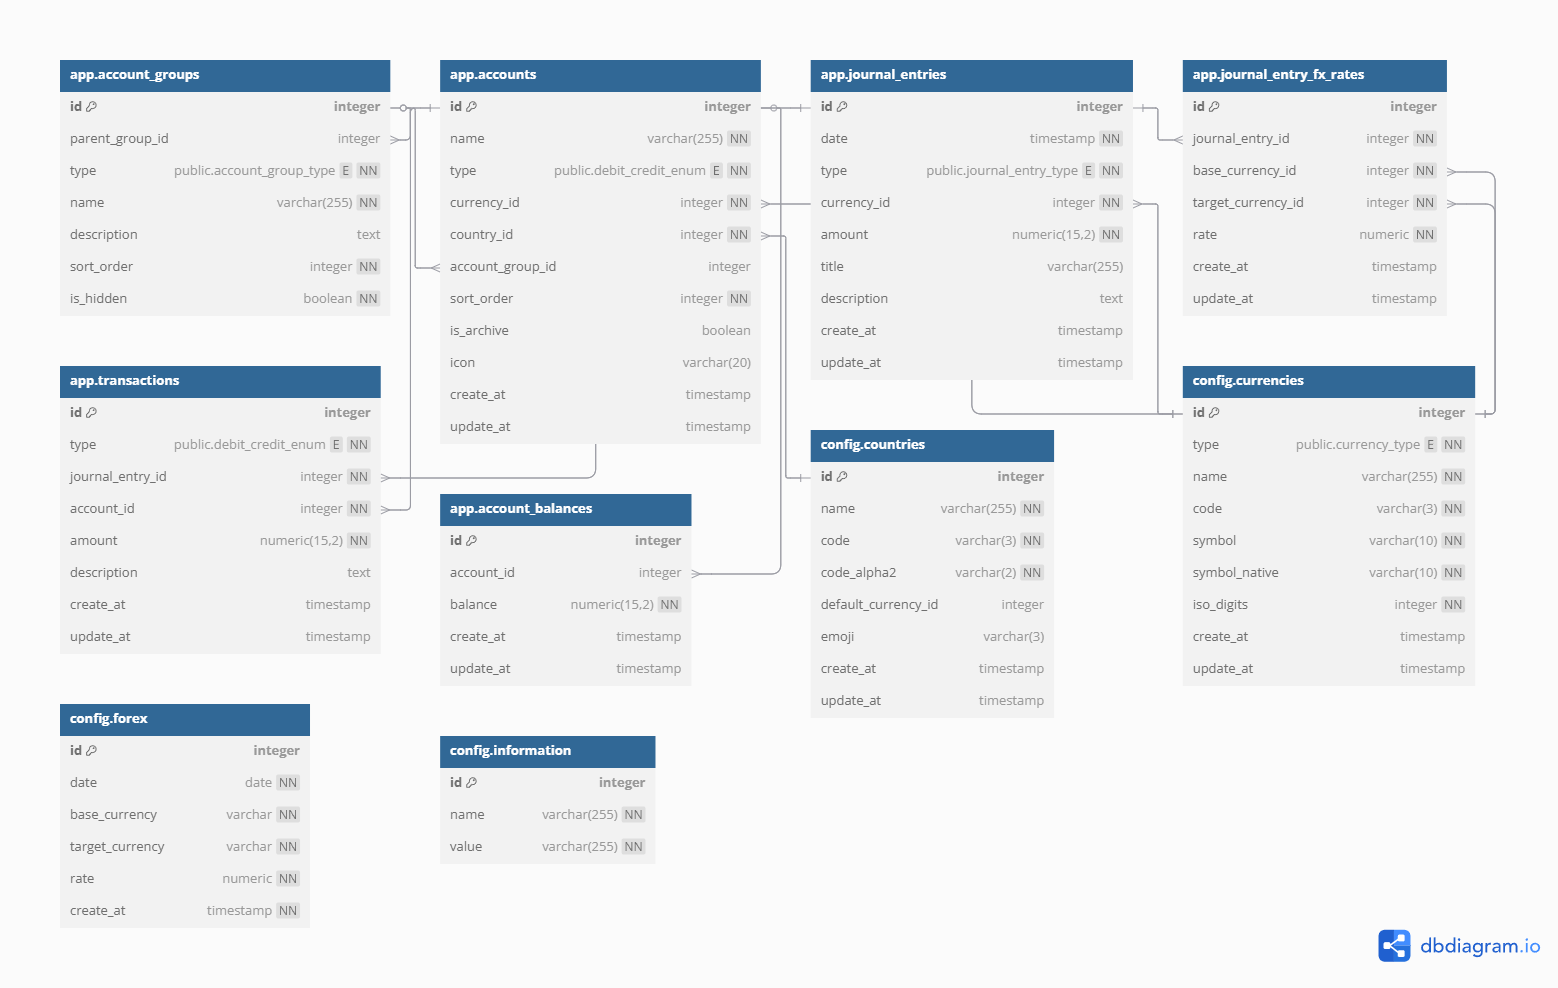 app.account_groups
id integer
parent_group_id integer
type public.account_group_type E NN
name varchar(255) NN
description text
sort_order integer NN
is_hidden boolean NN
app.accounts
id integer
name varchar(255) NN
type public.debit_credit_enum E NN
currency_id integer NN
country_id integer NN
account_group_id integer
sort_order integer NN
is_archive boolean
icon varchar(20)
create_at timestamp
update_at timestamp
app.journal_entries
id integer
date timestamp NN
type public.journal_entry_type E NN
currency_id integer NN
amount numeric(15,2) NN
title varchar(255)
description text
create_at timestamp
update_at timestamp
app.journal_entry_fx_rates
id integer
journal_entry_id integer NN
base_currency_id integer NN
target_currency_id integer NN
rate numeric NN
create_at timestamp
update_at timestamp
app.transactions
id integer
type public.debit_credit_enum E NN
journal_entry_id integer NN
account_id integer NN
amount numeric(15,2) NN
description text
create_at timestamp
update_at timestamp
app.account_balances
id integer
account_id integer
balance numeric(15,2) NN
create_at timestamp
update_at timestamp
config.countries
id integer
name varchar(255) NN
code varchar(3) NN
code_alpha2 varchar(2) NN
default_currency_id integer
emoji varchar(3)
create_at timestamp
update_at timestamp
config.currencies
id integer
type public.currency_type E NN
name varchar(255) NN
code varchar(3) NN
symbol varchar(10) NN
symbol_native varchar(10) NN
iso_digits integer NN
create_at timestamp
update_at timestamp
config.forex
id integer
date date NN
base_currency varchar NN
target_currency varchar NN
rate numeric NN
create_at timestamp NN
config.information
id integer
name varchar(255) NN
value varchar(255) NN
dbdiagram.io